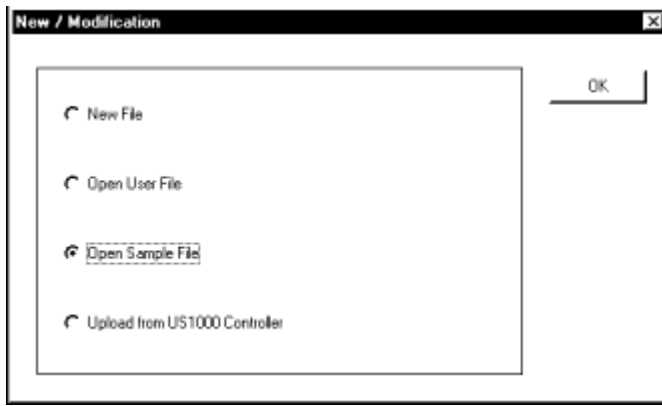 New / Modification
OK
New File
Open User File
Open Sample File
Upload from US1000 Controller